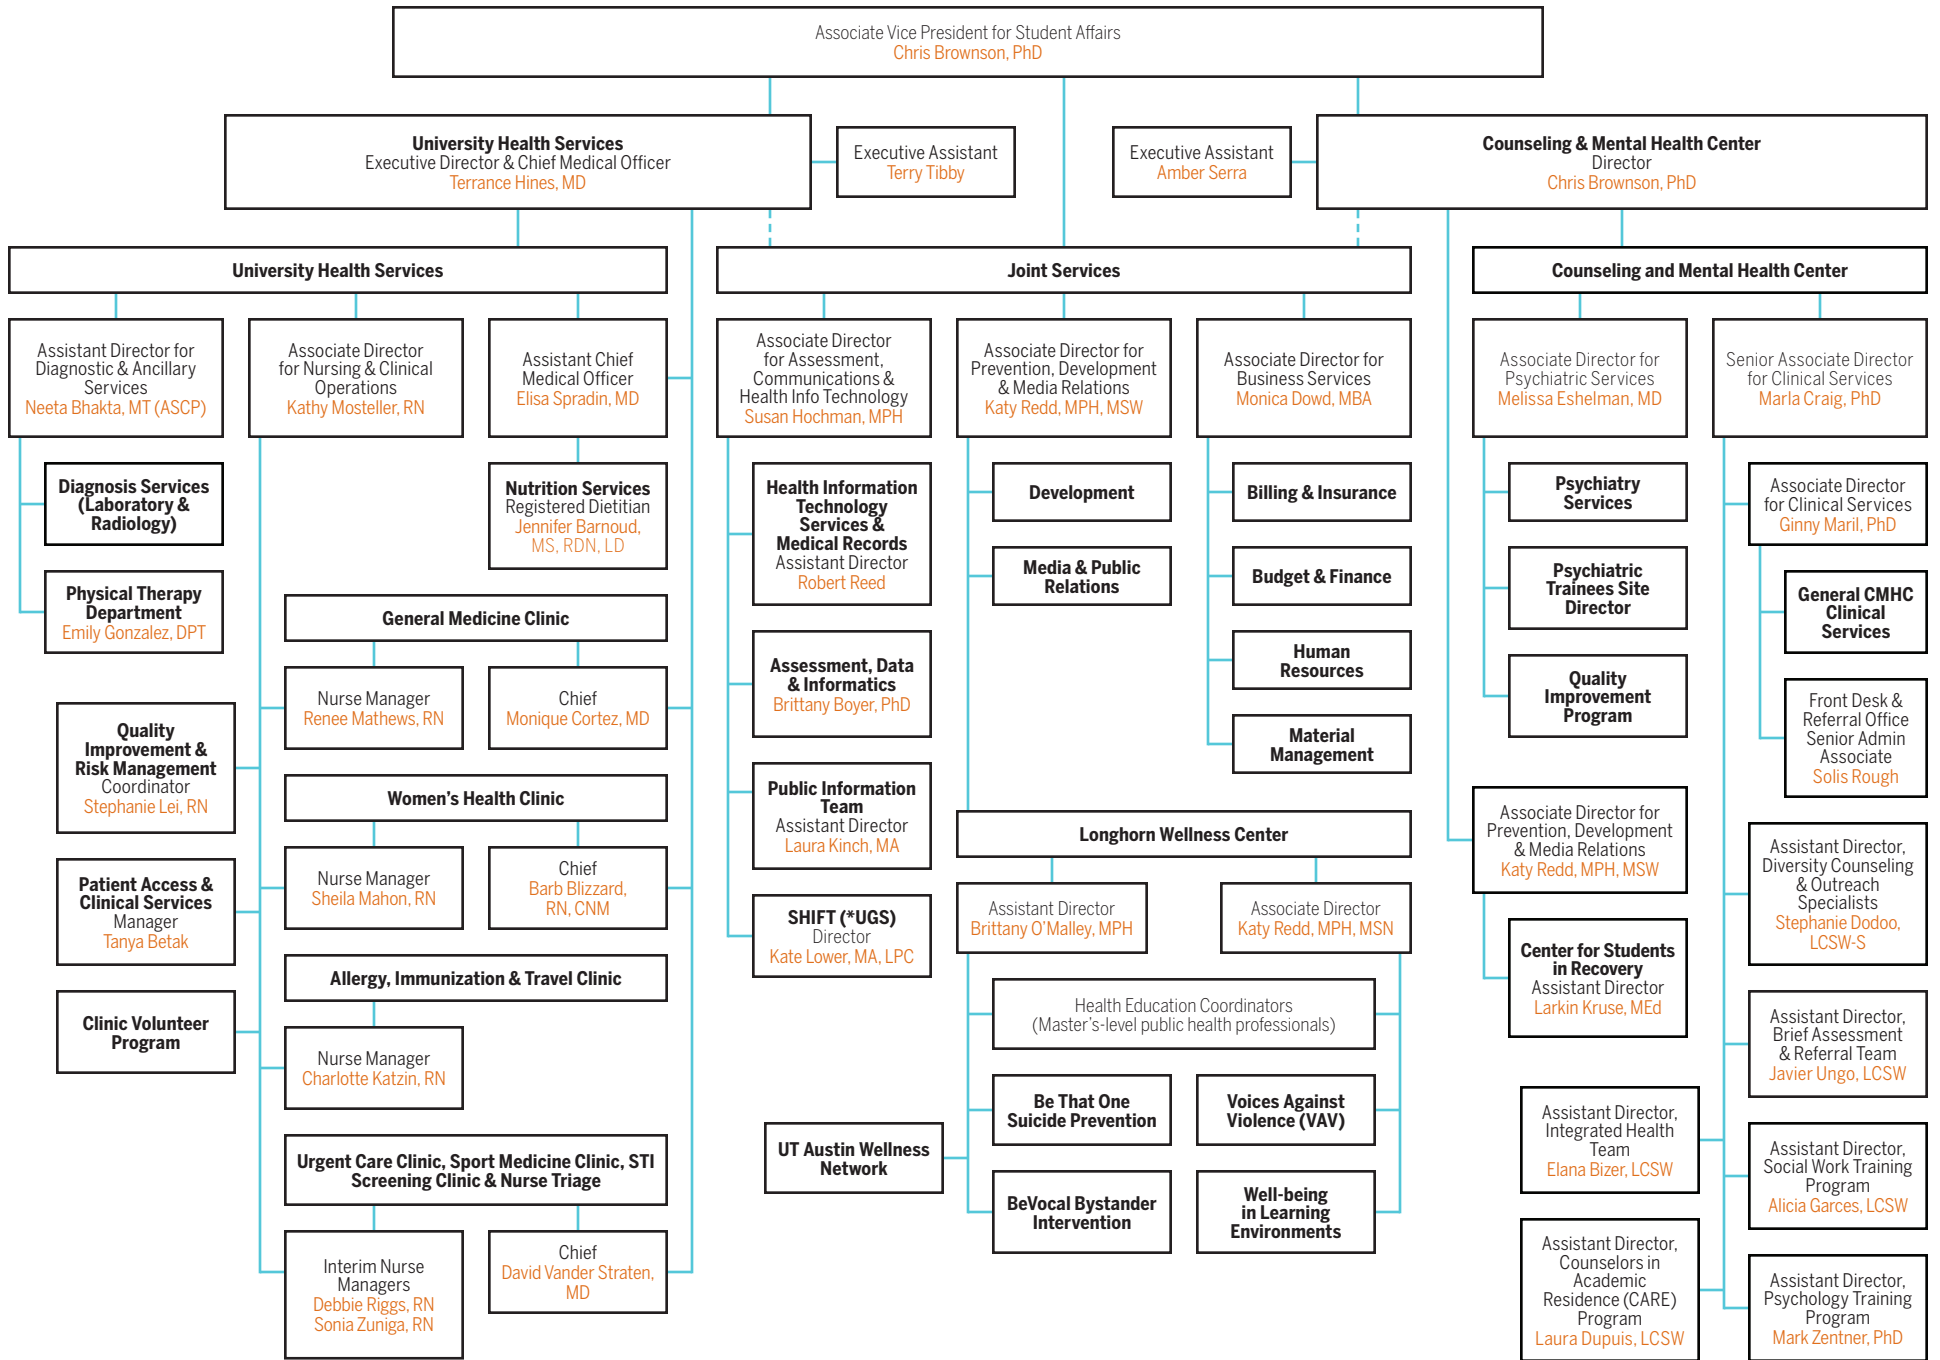 Associate Vice President for Student Affairs
Chris Brownson, PhD
University Health Services
Executive Director & Chief Medical Officer
Terrance Hines, MD
Executive Assistant
Terry Tibby
Executive Assistant
Amber Serra
Counseling & Mental Health Center
Director
Chris Brownson, PhD
University Health Services
Joint Services
Counseling and Mental Health Center
Assistant Director for
Diagnostic & Ancillary
Services
Neeta Bhakta, MT (ASCP)
Associate Director
for Nursing & Clinical
Operations
Kathy Mosteller, RN
Assistant Chief
Medical Officer
Elisa Spradin, MD
Associate Director
for Assessment,
Communications &
Health Info Technology
Susan Hochman, MPH
Associate Director for
Prevention, Development
& Media Relations
Katy Redd, MPH, MSW
Associate Director for
Business Services
Monica Dowd, MBA
Associate Director for
Psychiatric Services
Melissa Eshelman, MD
Senior Associate Director
for Clinical Services
Marla Craig, PhD
Diagnosis Services
(Laboratory &
Radiology)
Physical Therapy
Department
Emily Gonzalez, DPT
Nutrition Services
Registered Dietitian
Jennifer Barnoud,
MS, RDN, LD
General Medicine Clinic
Nurse Manager
Renee Mathews, RN
Chief
Monique Cortez, MD
Quality
Improvement &
Risk Management
Coordinator
Stephanie Lei, RN
Women's Health Clinic
Nurse Manager
Sheila Mahon, RN
Chief
Barb Blizzard,
RN, CNM
Patient Access &
Clinical Services
Manager
Tanya Betak
Allergy, Immunization & Travel Clinic
Clinic Volunteer
Program
Nurse Manager
Charlotte Katzin, RN
Urgent Care Clinic, Sport Medicine Clinic, STI
Screening Clinic & Nurse Triage
Interim Nurse
Managers
Debbie Riggs, RN
Sonia Zuniga, RN
Chief
David Vander Straten,
MD
Health Information
Technology
Services &
Medical Records
Assistant Director
Robert Reed
Assessment, Data
& Informatics
Brittany Boyer, PhD
Public Information
Team
Assistant Director
Laura Kinch, MA
SHIFT (*UGS)
Director
Kate Lower, MA, LPC
Development
Media & Public
Relations
Billing & Insurance
Budget & Finance
Human
Resources
Material
Management
Longhorn Wellness Center
Assistant Director
Brittany O'Malley, MPH
Associate Director
Katy Redd, MPH, MSN
Health Education Coordinators
(Master's-level public health professionals)
Be That One
Suicide Prevention
Voices Against
Violence (VAV)
UT Austin Wellness
Network
BeVocal Bystander
Intervention
Well-being
in Learning
Environments
Psychiatry
Services
Psychiatric
Trainees Site
Director
Quality
Improvement
Program
Associate Director for
Prevention, Development
& Media Relations
Katy Redd, MPH, MSW
Center for Students
in Recovery
Assistant Director
Larkin Kruse, MEd
Associate Director
for Clinical Services
Ginny Maril, PhD
General CMHC
Clinical
Services
Front Desk &
Referral Office
Senior Admin
Associate
Solis Rough
Assistant Director,
Diversity Counseling
& Outreach
Specialists
Stephanie Dodoo,
LCSW-S
Assistant Director,
Brief Assessment
& Referral Team
Javier Ungo, LCSW
Assistant Director,
Integrated Health
Team
Elana Bizer, LCSW
Assistant Director,
Social Work Training
Program
Alicia Garces, LCSW
Assistant Director,
Counselors in
Academic
Residence (CARE)
Program
Laura Dupuis, LCSW
Assistant Director,
Psychology Training
Program
Mark Zentner, PhD